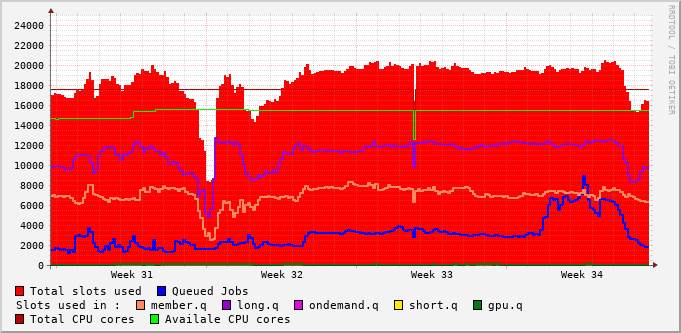 24000
22000
20000
18000
16000
14000
12000
10000
8000
6000
4000
2000
0
Week 31 Week 32 Week 33 Week 34
Total slots used Queued Jobs
Slots used in : member.q long.q ondemand.q short.q gpu.q
Total CPU cores Availale CPU cores
RRDTOOL / TOBI OETIKER